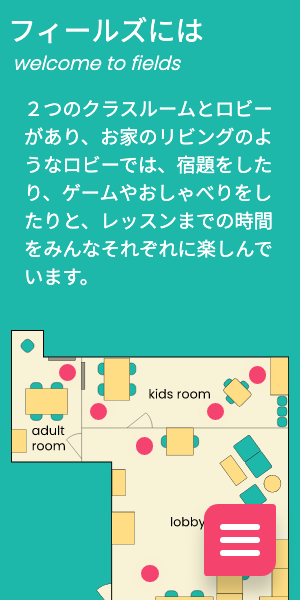 フィールズには
welcome to fields
２つのクラスルームとロビー
があり、お家のリビングのよ
うなロビーでは、宿題をした
り、ゲームやおしゃべりをし
たりと、レッスンまでの時間
をみんなそれぞれに楽しんで
います。
kids room
adult
room
lobby